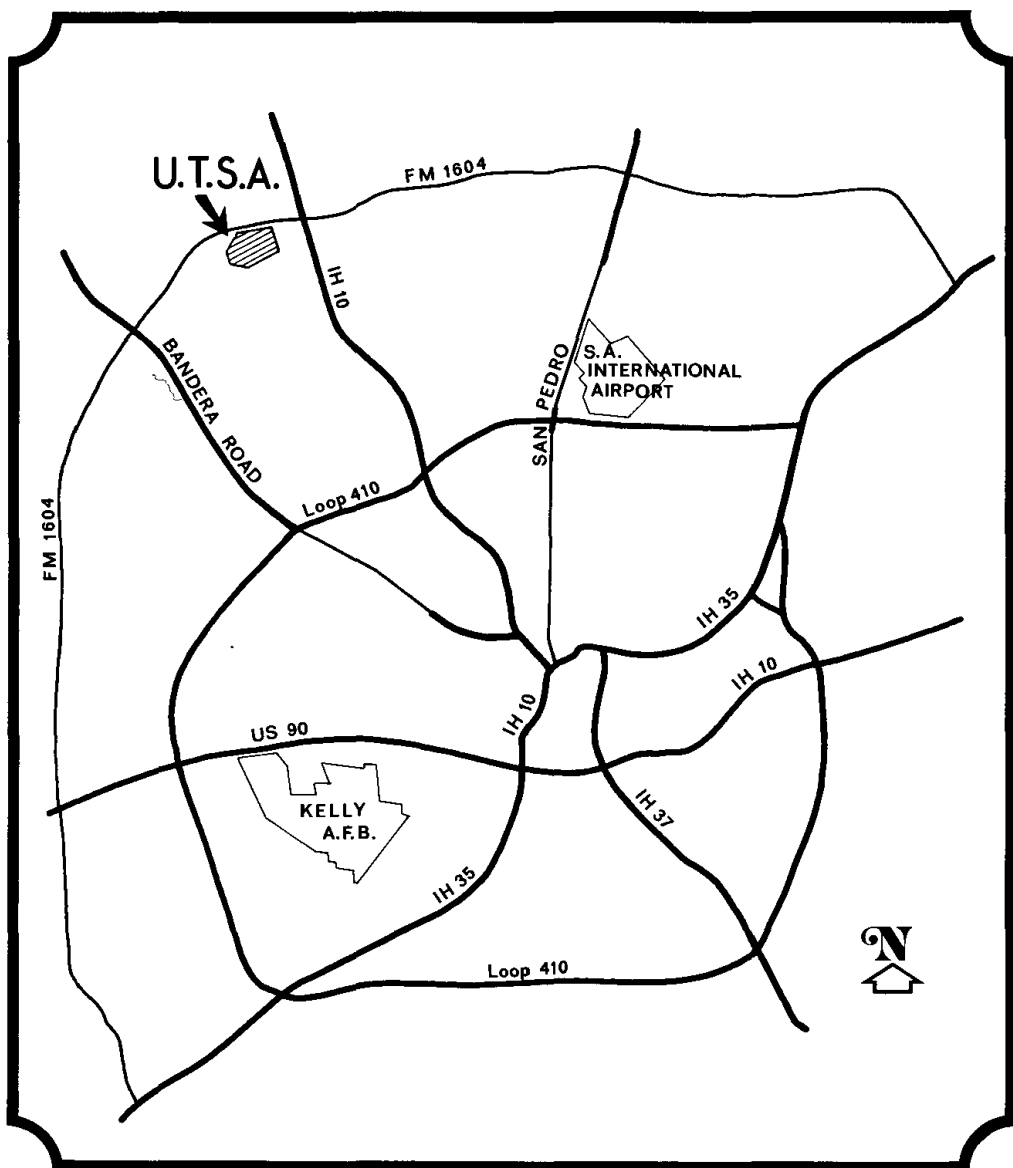 U.T.S.A.
FM 1604
IH 10
BANDERA ROAD
SAN PEDRO
S.A.
INTERNATIONAL
AIRPORT
Loop 410
FM 1604
IH 35
IH 10
IH 10
US 90
KELLY
A.F.B.
IH 37
IH 35
Loop 410
N